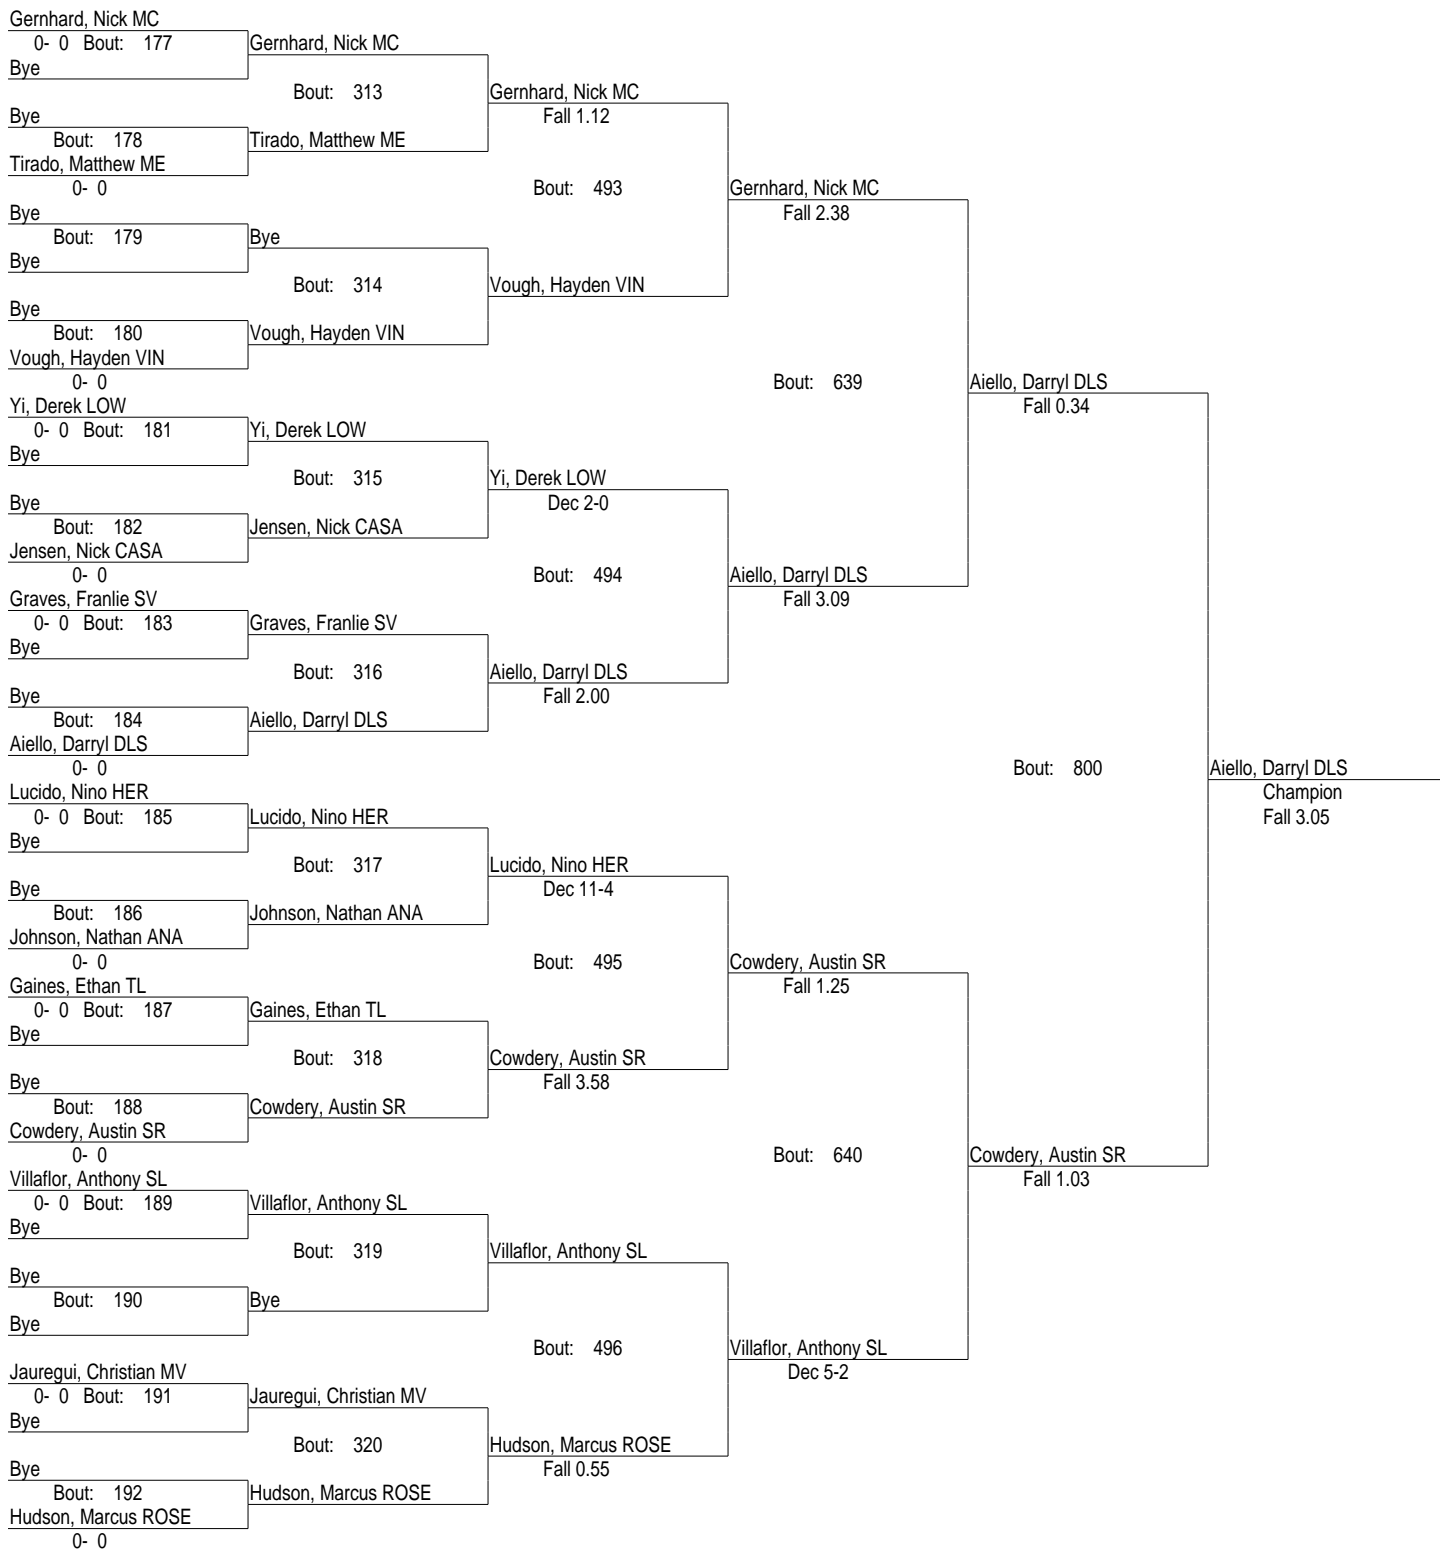 Gernhard, Nick MC
0- 0 Bout: 177
Gernhard, Nick MC
Bye
Bout: 313
Gernhard, Nick MC
Bye
Fall 1.12
Bout: 178
Tirado, Matthew ME
Tirado, Matthew ME
0- 0
Bout: 493
Gernhard, Nick MC
Bye
Fall 2.38
Bout: 179
Bye
Bye
Bout: 314
Vough, Hayden VIN
Bye
Bout: 180
Vough, Hayden VIN
Vough, Hayden VIN
0- 0
Bout: 639
Aiello, Darryl DLS
Yi, Derek LOW
Fall 0.34
0- 0 Bout: 181
Yi, Derek LOW
Bye
Bout: 315
Yi, Derek LOW
Bye
Dec 2-0
Bout: 182
Jensen, Nick CASA
Jensen, Nick CASA
0- 0
Bout: 494
Aiello, Darryl DLS
Graves, Franlie SV
Fall 3.09
0- 0 Bout: 183
Graves, Franlie SV
Bye
Bout: 316
Aiello, Darryl DLS
Bye
Fall 2.00
Bout: 184
Aiello, Darryl DLS
Aiello, Darryl DLS
0- 0
Bout: 800
Aiello, Darryl DLS
Lucido, Nino HER
Champion
0- 0 Bout: 185
Lucido, Nino HER
Fall 3.05
Bye
Bout: 317
Lucido, Nino HER
Bye
Dec 11-4
Bout: 186
Johnson, Nathan ANA
Johnson, Nathan ANA
0- 0
Bout: 495
Cowdery, Austin SR
Gaines, Ethan TL
Fall 1.25
0- 0 Bout: 187
Gaines, Ethan TL
Bye
Bout: 318
Cowdery, Austin SR
Bye
Fall 3.58
Bout: 188
Cowdery, Austin SR
Cowdery, Austin SR
0- 0
Bout: 640
Cowdery, Austin SR
Villaflor, Anthony SL
Fall 1.03
0- 0 Bout: 189
Villaflor, Anthony SL
Bye
Bout: 319
Villaflor, Anthony SL
Bye
Bout: 190
Bye
Bye
Bout: 496
Villaflor, Anthony SL
Jauregui, Christian MV
Dec 5-2
0- 0 Bout: 191
Jauregui, Christian MV
Bye
Bout: 320
Hudson, Marcus ROSE
Bye
Fall 0.55
Bout: 192
Hudson, Marcus ROSE
Hudson, Marcus ROSE
0- 0